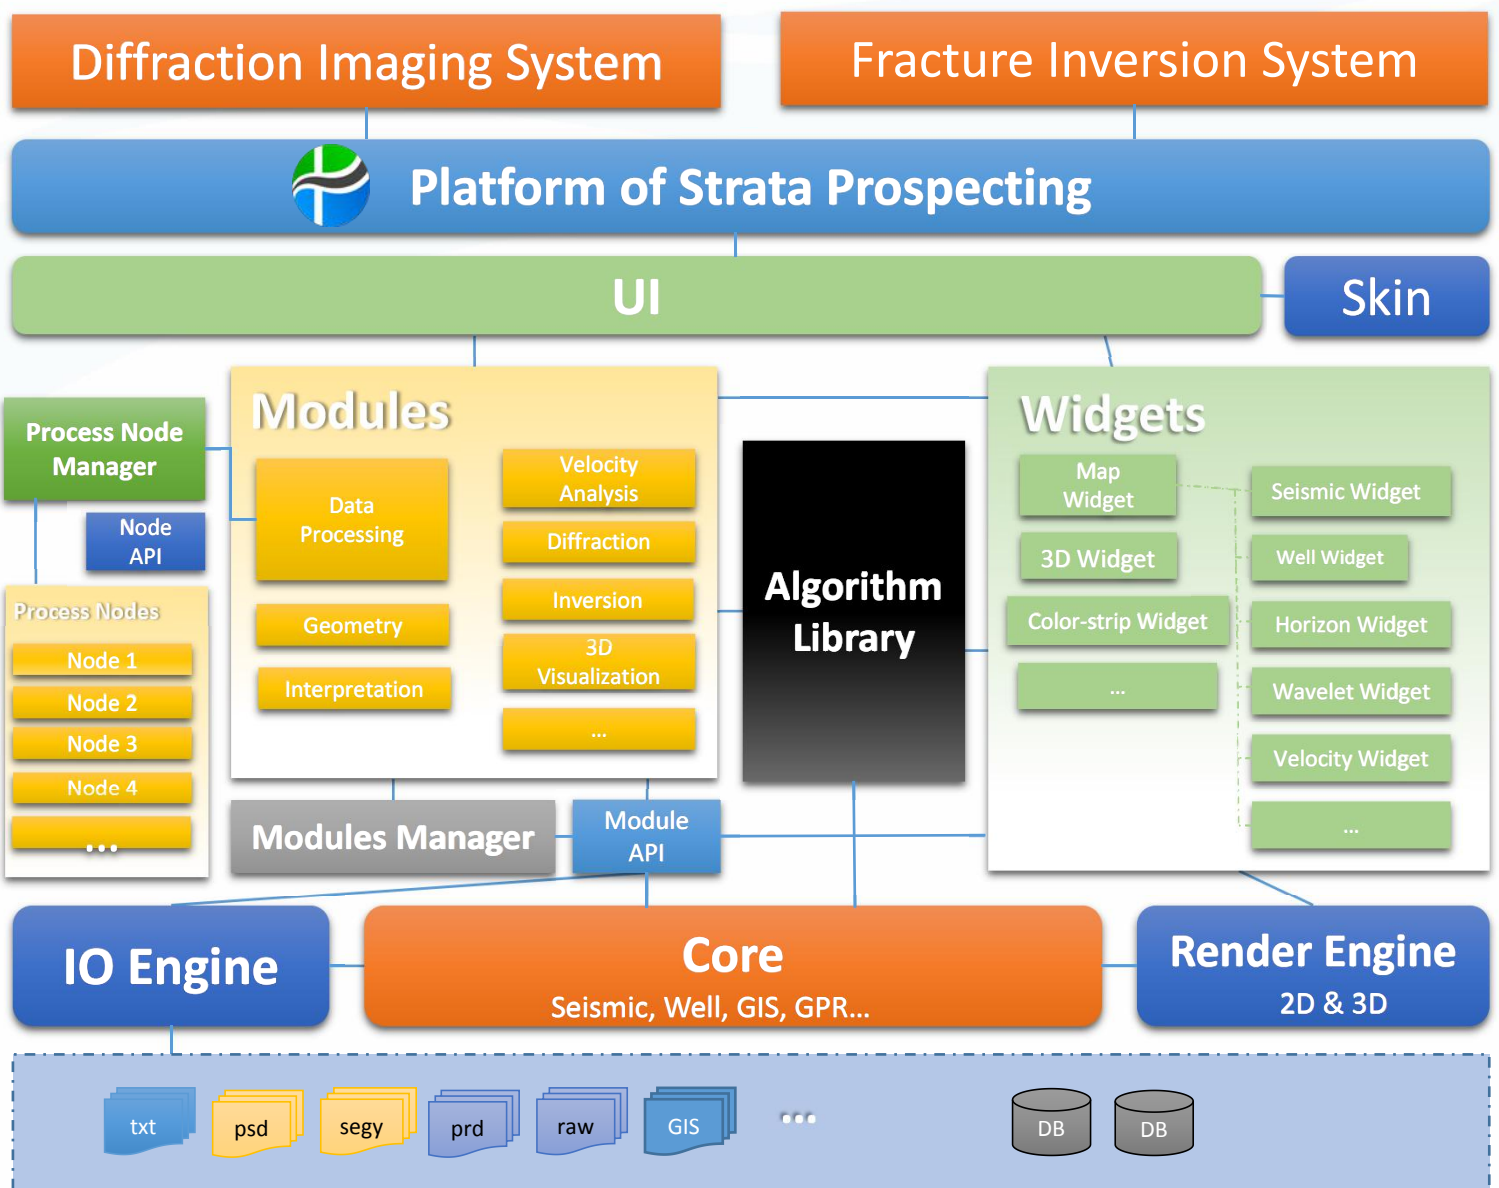 Diffraction Imaging System
Fracture Inversion System
Platform of Strata Prospecting
UI
Skin
Process Node
Manager
Node
API
Process Nodes
Node 1
Node 2
Node 3
Node 4
...
Modules
Data
Processing
Geometry
Interpretation
Velocity
Analysis
Diffraction
Inversion
3D
Visualization
...
Modules Manager
Module
API
Algorithm
Library
Widgets
Map
Widget
3D Widget
Color-strip Widget
...
Seismic Widget
Well Widget
Horizon Widget
Wavelet Widget
Velocity Widget
...
IO Engine
Core
Seismic, Well, GIS, GPR...
Render Engine
2D & 3D
txt
psd
segy
prd
raw
GIS
...
DB
DB